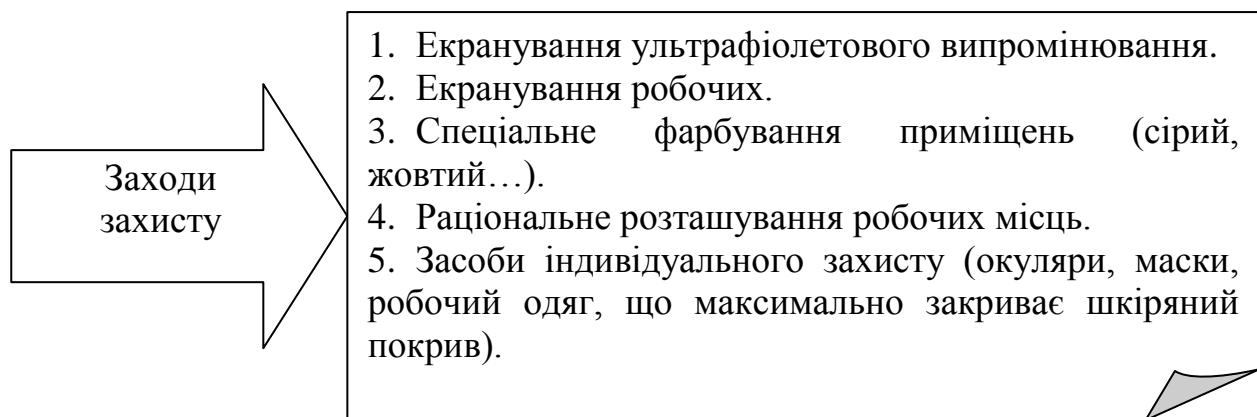 Заходи
захисту
1. Екранування ультрафіолетового випромінювання.
2. Екранування робочих.
3. Спеціальне фарбування приміщень (сірий,
жовтий…).
4. Раціональне розташування робочих місць.
5. Засоби індивідуального захисту (окуляри, маски,
робочий одяг, що максимально закриває шкіряний
покрив).